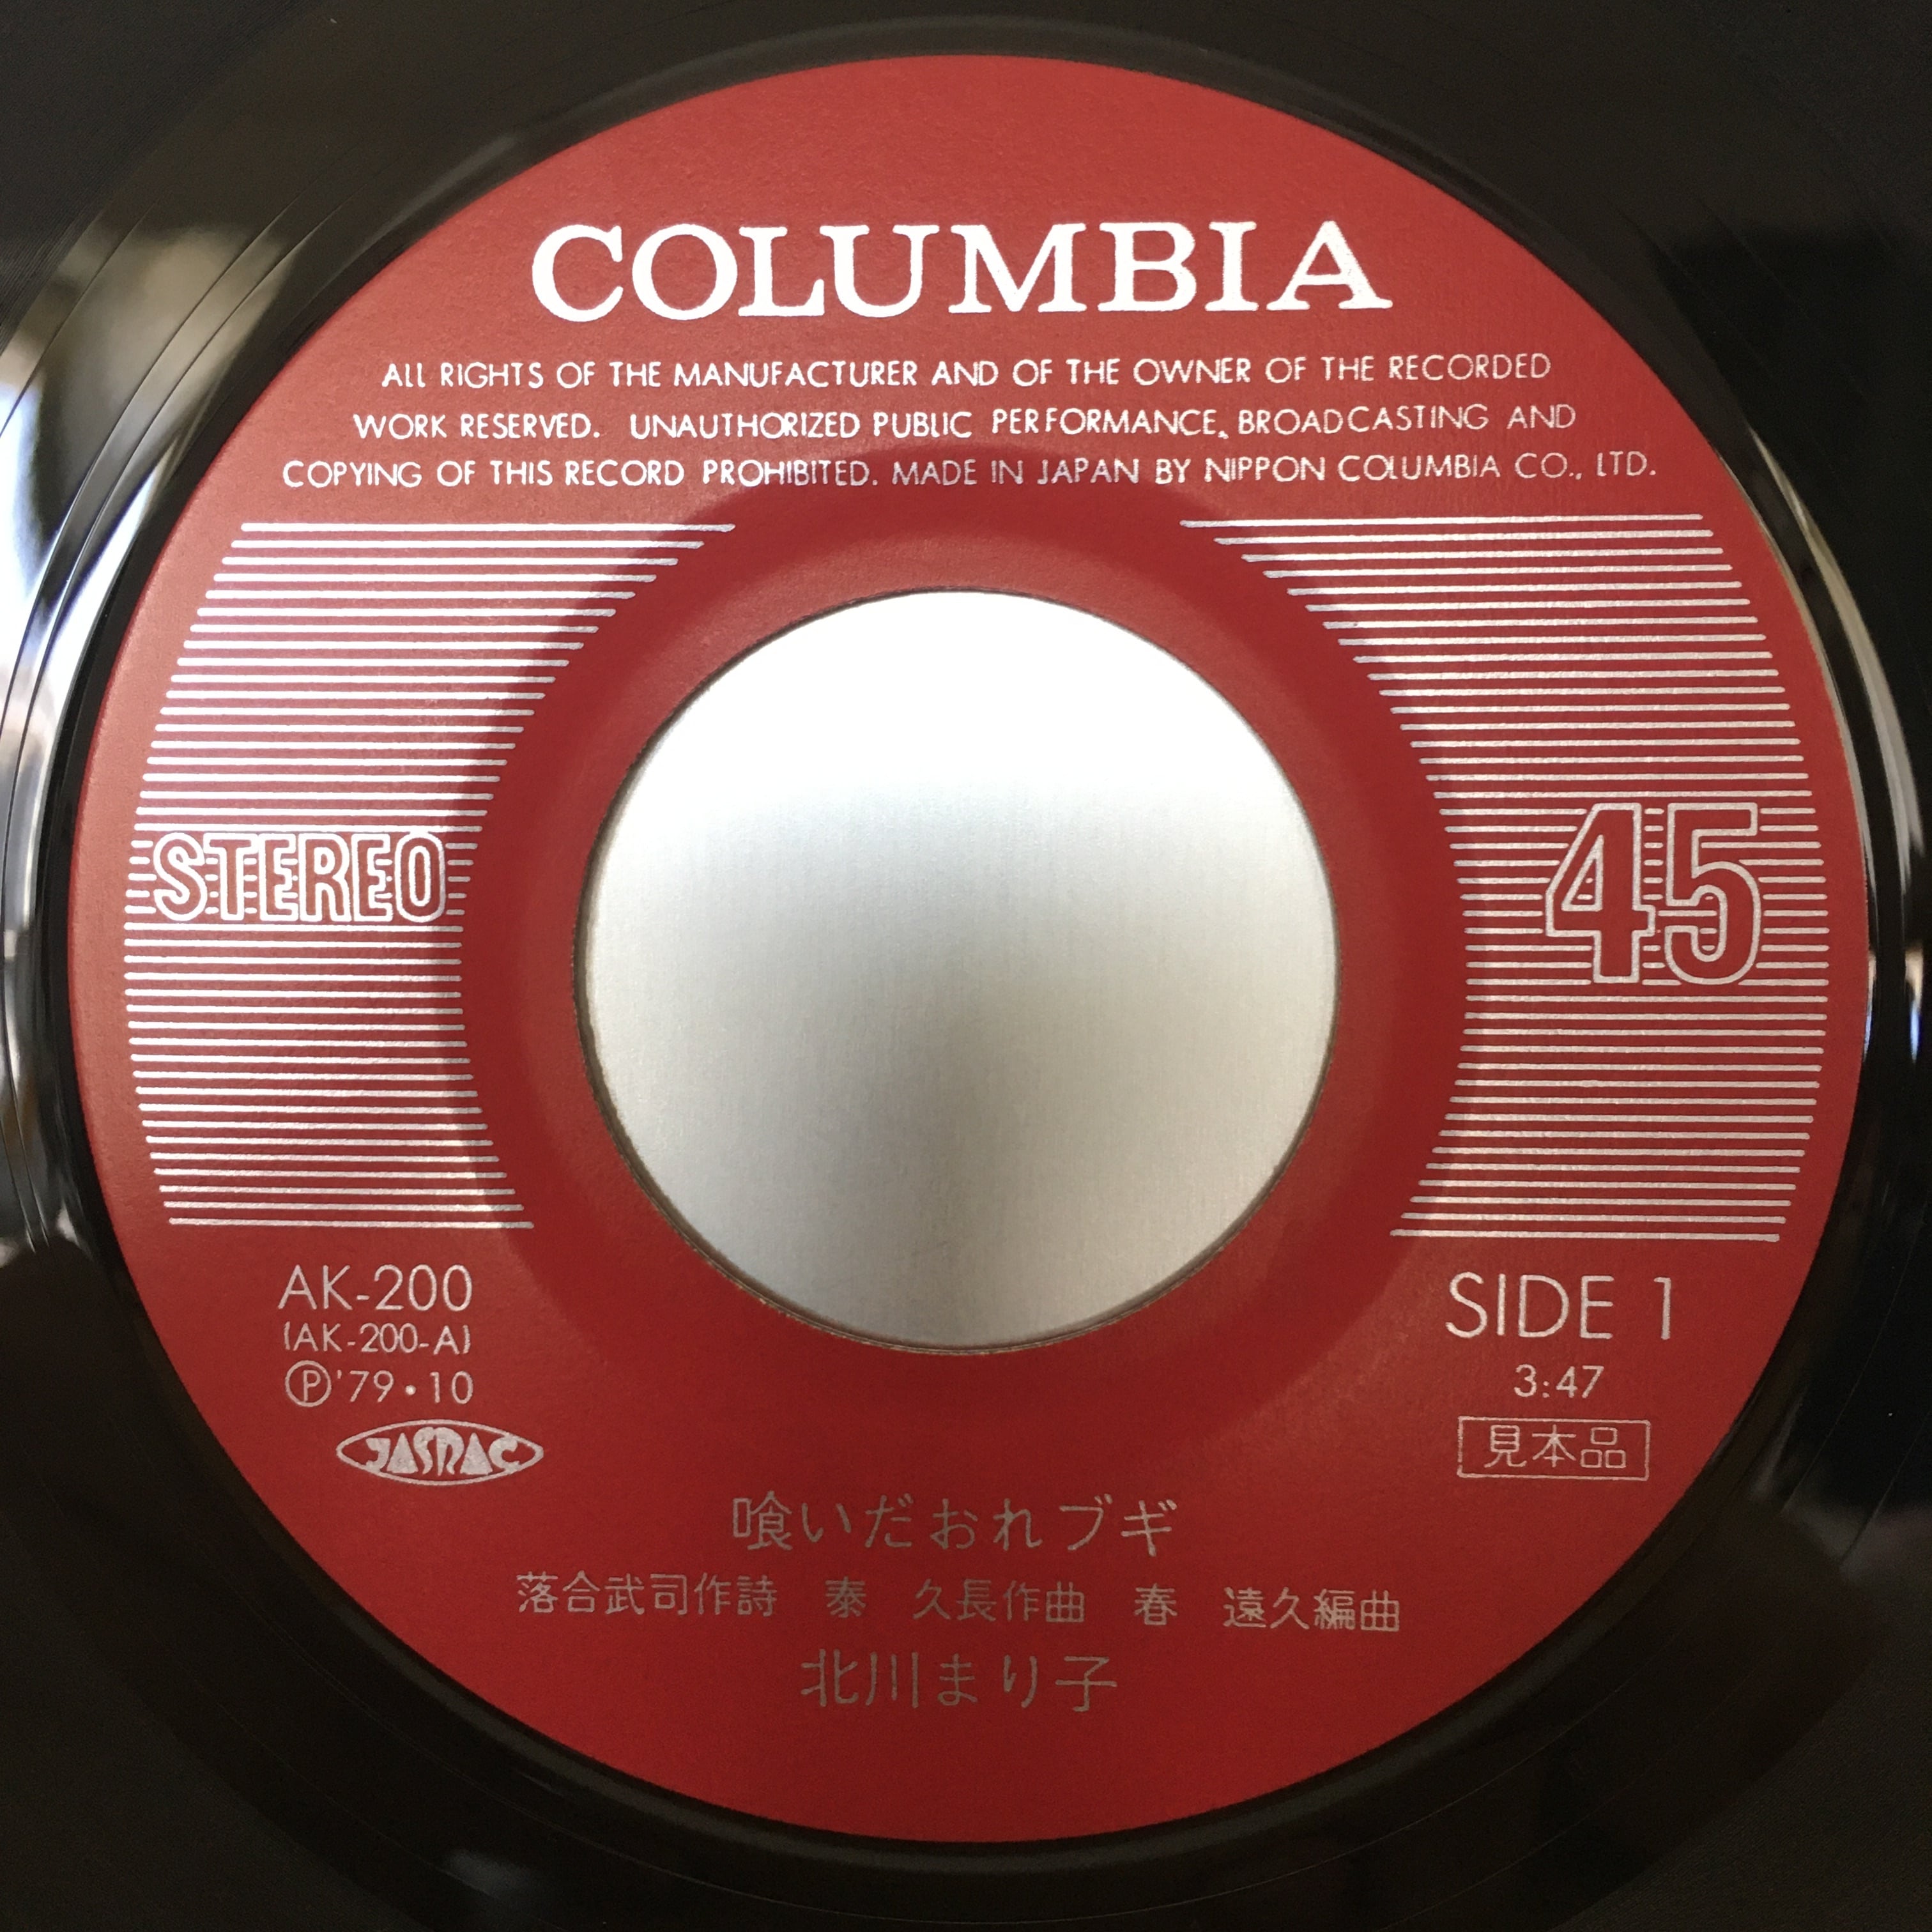 COLUMBIA
ALL RIGHTS OF THE MANUFACTURER AND OF THE OWNER OF THE RECORDED
WORK RESERVED. UNAUTHORIZED PUBLIC PERFORMANCE, BROADCASTING AND
COPYING OF THIS RECORD PROHIBITED. MADE IN JAPAN BY NIPPON COLUMBIA CO., LTD.
STEREO
45
AK-200
(AK-200-A)
Ⓟ'79・10
JASRAC
SIDE 1
3:47
見本品
喰いだおれブギ
落合武司作詩　泰　久長作曲　春　遠久編曲
北川まり子